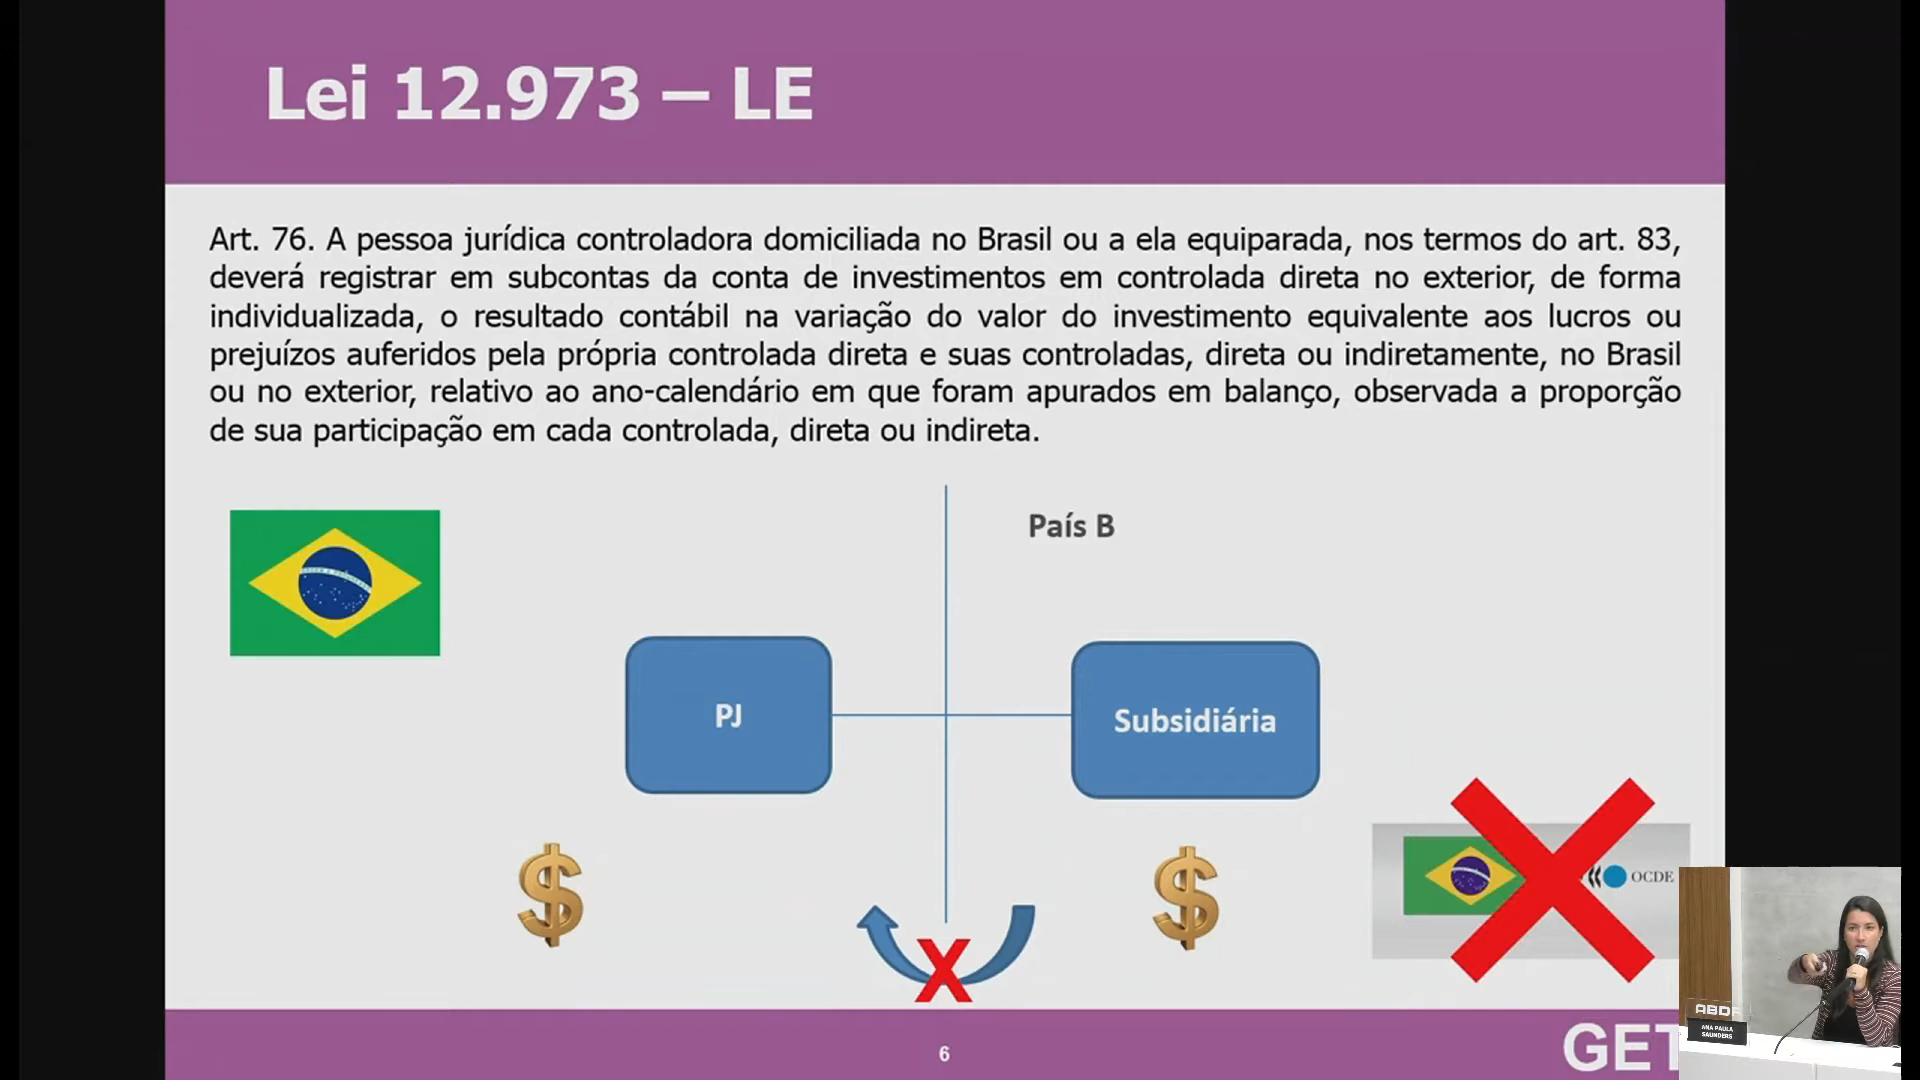 Lei 12.973 – LE
Art. 76. A pessoa jurídica controladora domiciliada no Brasil ou a ela equiparada, nos termos do art. 83,
deverá registrar em subcontas da conta de investimentos em controlada direta no exterior, de forma
individualizada, o resultado contábil na variação do valor do investimento equivalente aos lucros ou
prejuízos auferidos pela própria controlada direta e suas controladas, direta ou indiretamente, no Brasil
ou no exterior, relativo ao ano-calendário em que foram apurados em balanço, observada a proporção
de sua participação em cada controlada, direta ou indireta.
País B
PJ
Subsidiária
$
$
X
OCDE
6
GET
ABDF
ANA PAULA
SAUNDERS